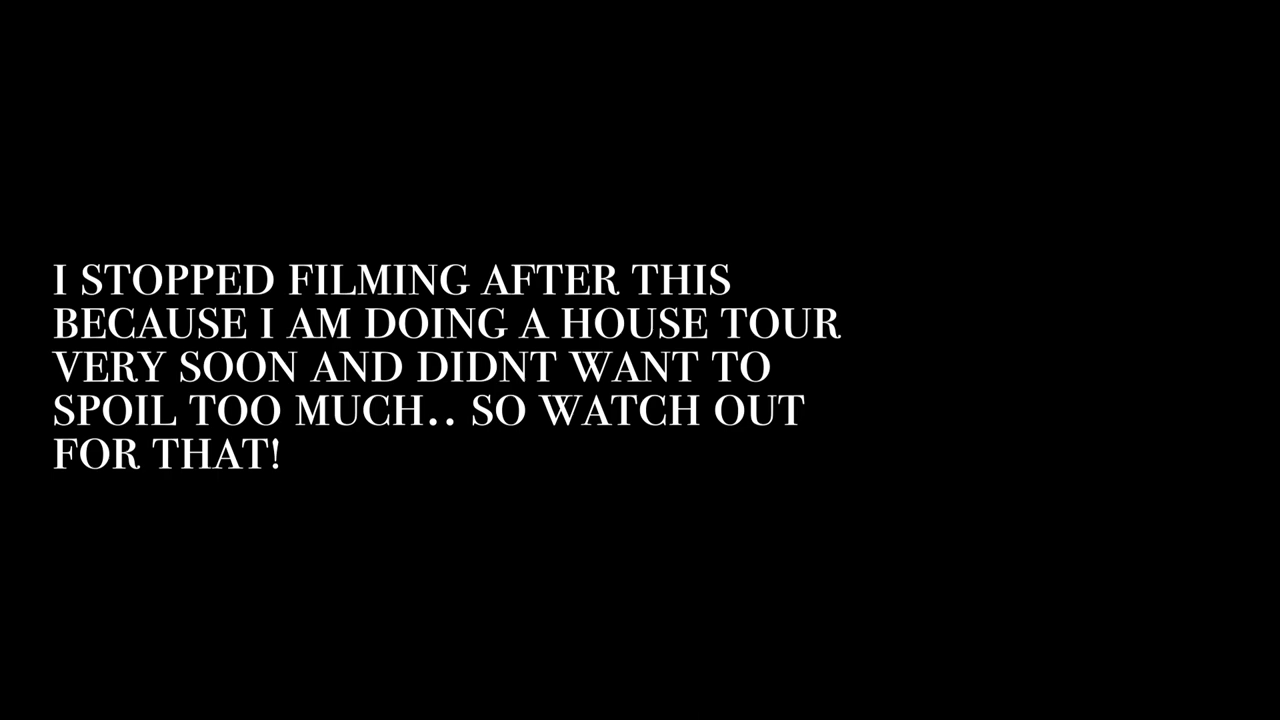 I STOPPED FILMING AFTER THIS
BECAUSE I AM DOING A HOUSE TOUR
VERY SOON AND DIDNT WANT TO
SPOIL TOO MUCH.. SO WATCH OUT
FOR THAT!